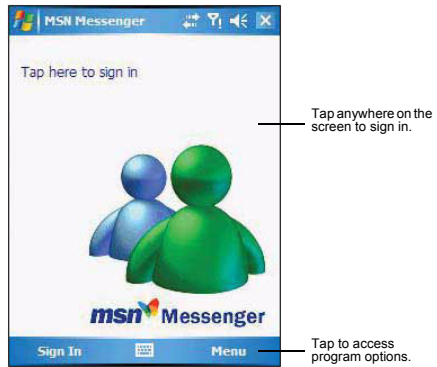 MSN Messenger
Tap here to sign in
Tap anywhere on the
screen to sign in.
msn Messenger
Sign In Menu
Tap to access
program options.